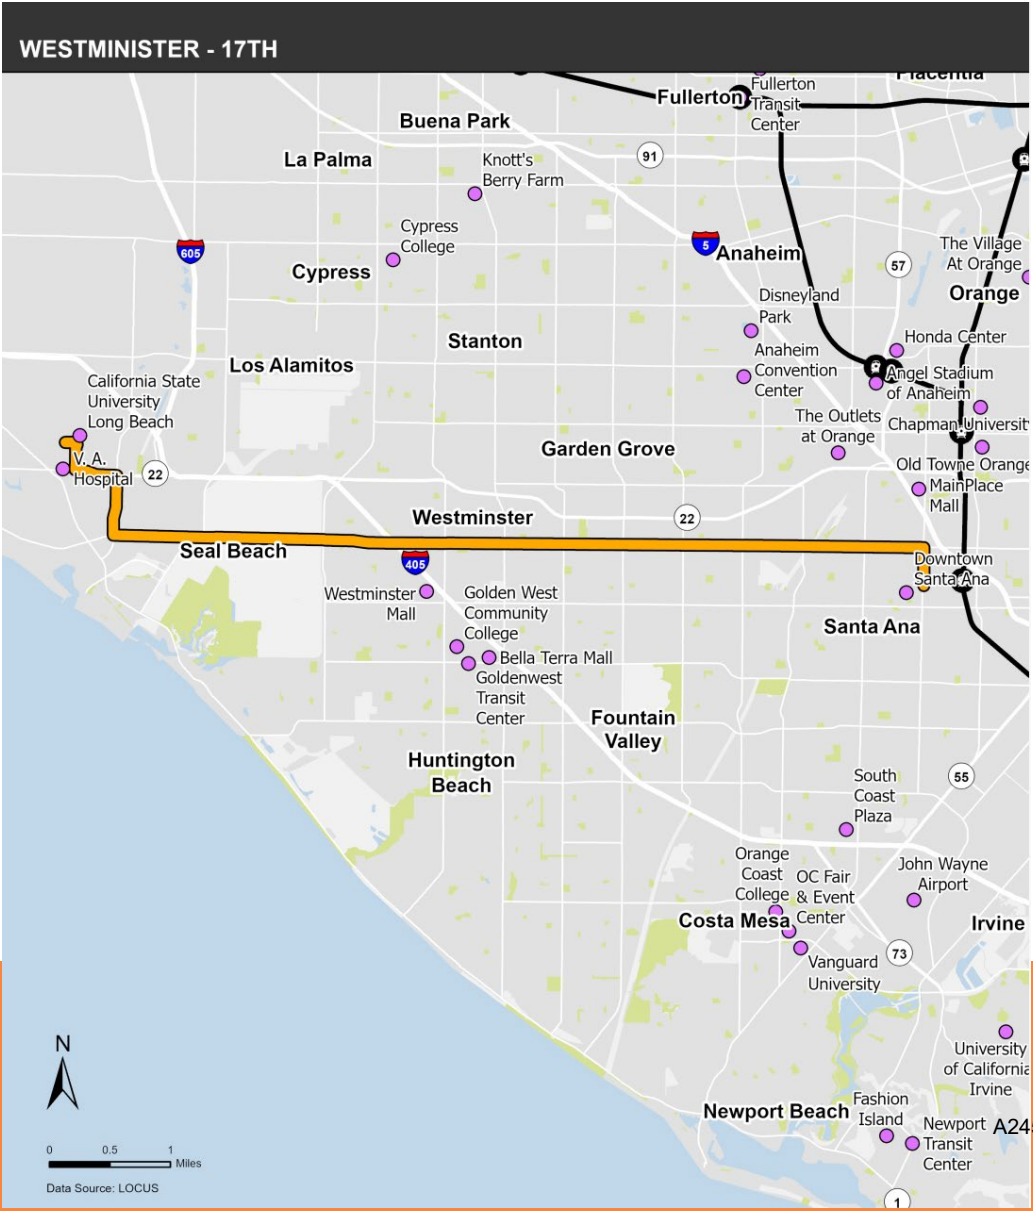 WESTMINISTER - 17TH
Placentia
Fullerton
Fullerton
Transit
Center
Buena Park
91
La Palma
Knott's
Berry Farm
Cypress
College
605
5
Anaheim
The Village
At Orange
57
Cypress
Orange
Disneyland
Park
Stanton
Honda Center
Los Alamitos
Anaheim
Convention
Center
Angel Stadium
of Anaheim
California State
University
Long Beach
The Outlets
at Orange
Chapman University
Garden Grove
V. A.
Hospital
22
Old Towne Orange
MainPlace
Mall
Westminster
22
Seal Beach
405
Downtown
Santa Ana
Westminster
Mall
Golden West
Community
College
Santa Ana
Bella Terra Mall
Goldenwest
Transit
Center
Fountain
Valley
Huntington
Beach
South
Coast
Plaza
55
Orange
Coast
College
OC Fair
& Event
Center
John Wayne
Airport
Costa Mesa
Irvine
73
Vanguard
University
N
University
of California
Irvine
Newport Beach
Fashion
Island
Newport
Transit
Center
A24
0 0.5 1
Miles
Data Source: LOCUS
1